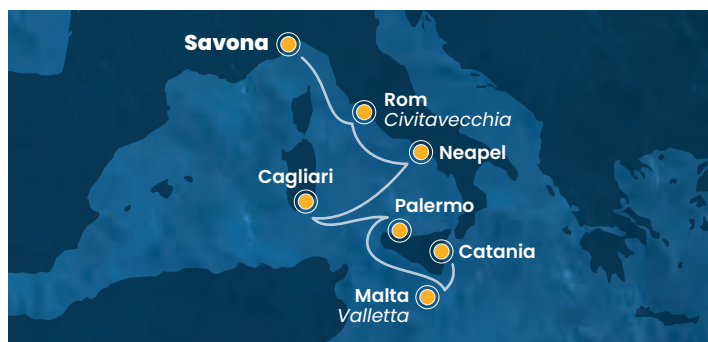 Savona
Rom
Civitavecchia
Neapel
Cagliari
Palermo
Catania
Malta
Valletta